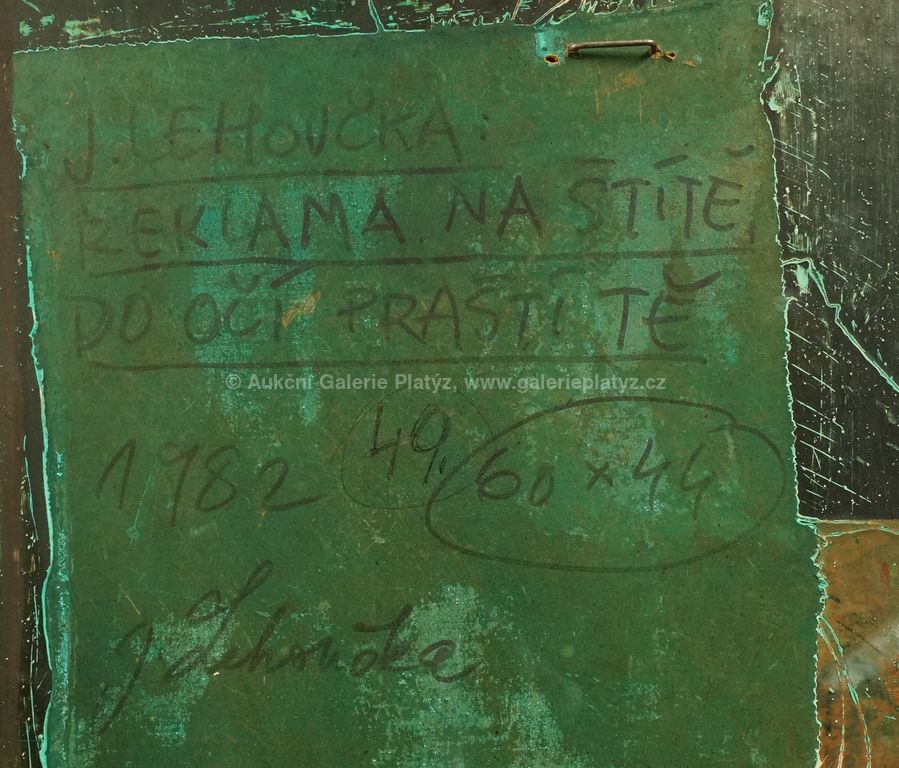 J. LEHOVČKA:
REKLAMA NA ŠTÍTĚ
DO OČÍ PRAŠTÍ TĚ
© Aukční Galerie Platýz, www.galerieplatyz.cz
1982 49. 60 x 44
J. Lehovčka